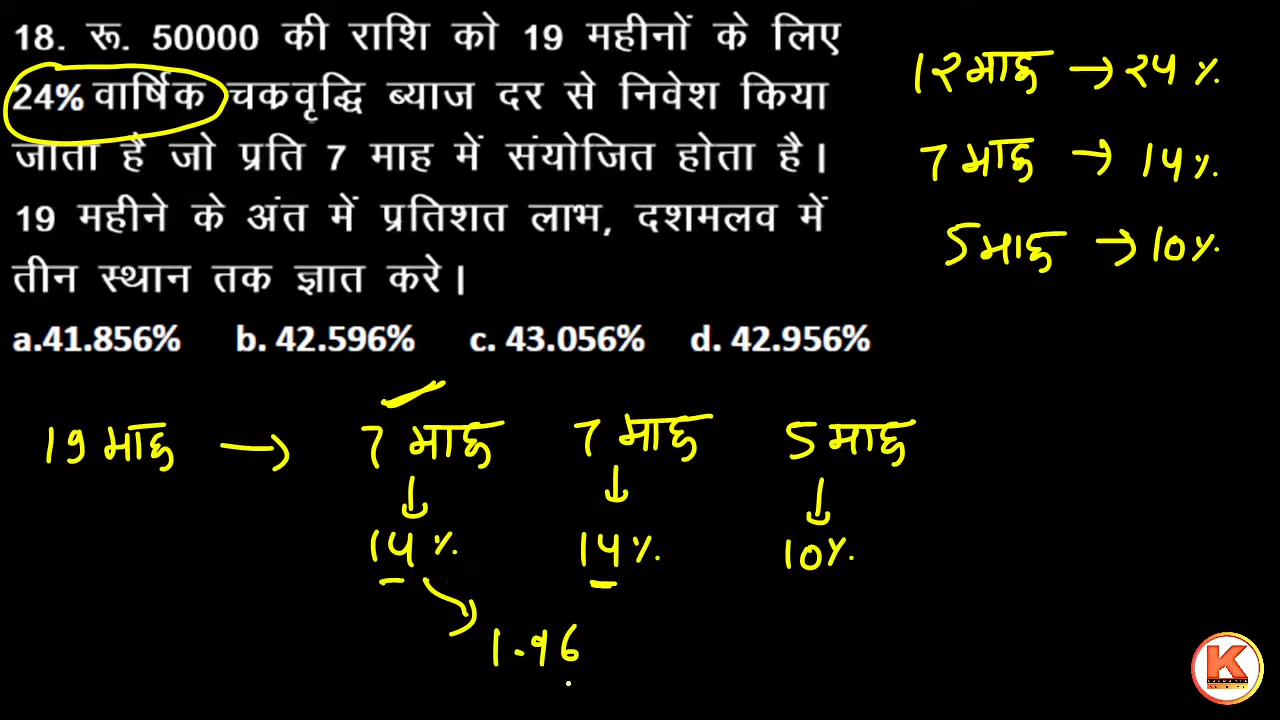 18. रू. 50000 की राशि को 19 महीनों के लिए
24% वार्षिक चकवृद्धि ब्याज दर से निवेश किया
जाता है जो प्रति 7 माह में संयोजित होता है।
19 महीने के अंत में प्रतिशत लाभ, दशमलव में
तीन स्थान तक ज्ञात करे।
a.41.856% b. 42.596% c. 43.056% d. 42.956%
12 माह → 24 %
7 माह → 14%
5 माह → 10%
19 माह → 7 माह 7 माह 5 माह
14% 14% 10%
1.96
K